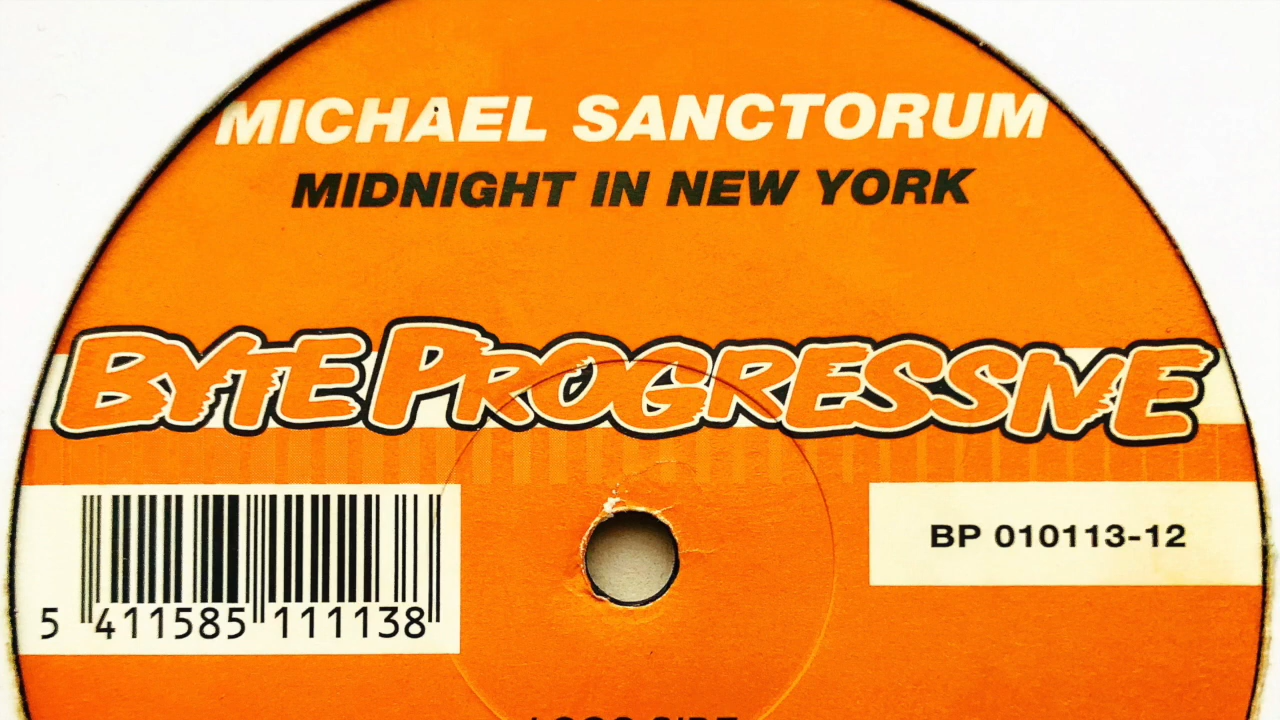 MICHAEL SANCTORUM
MIDNIGHT IN NEW YORK
BYTE PROGRESSIVE
BP 010113-12
5 411585 111138